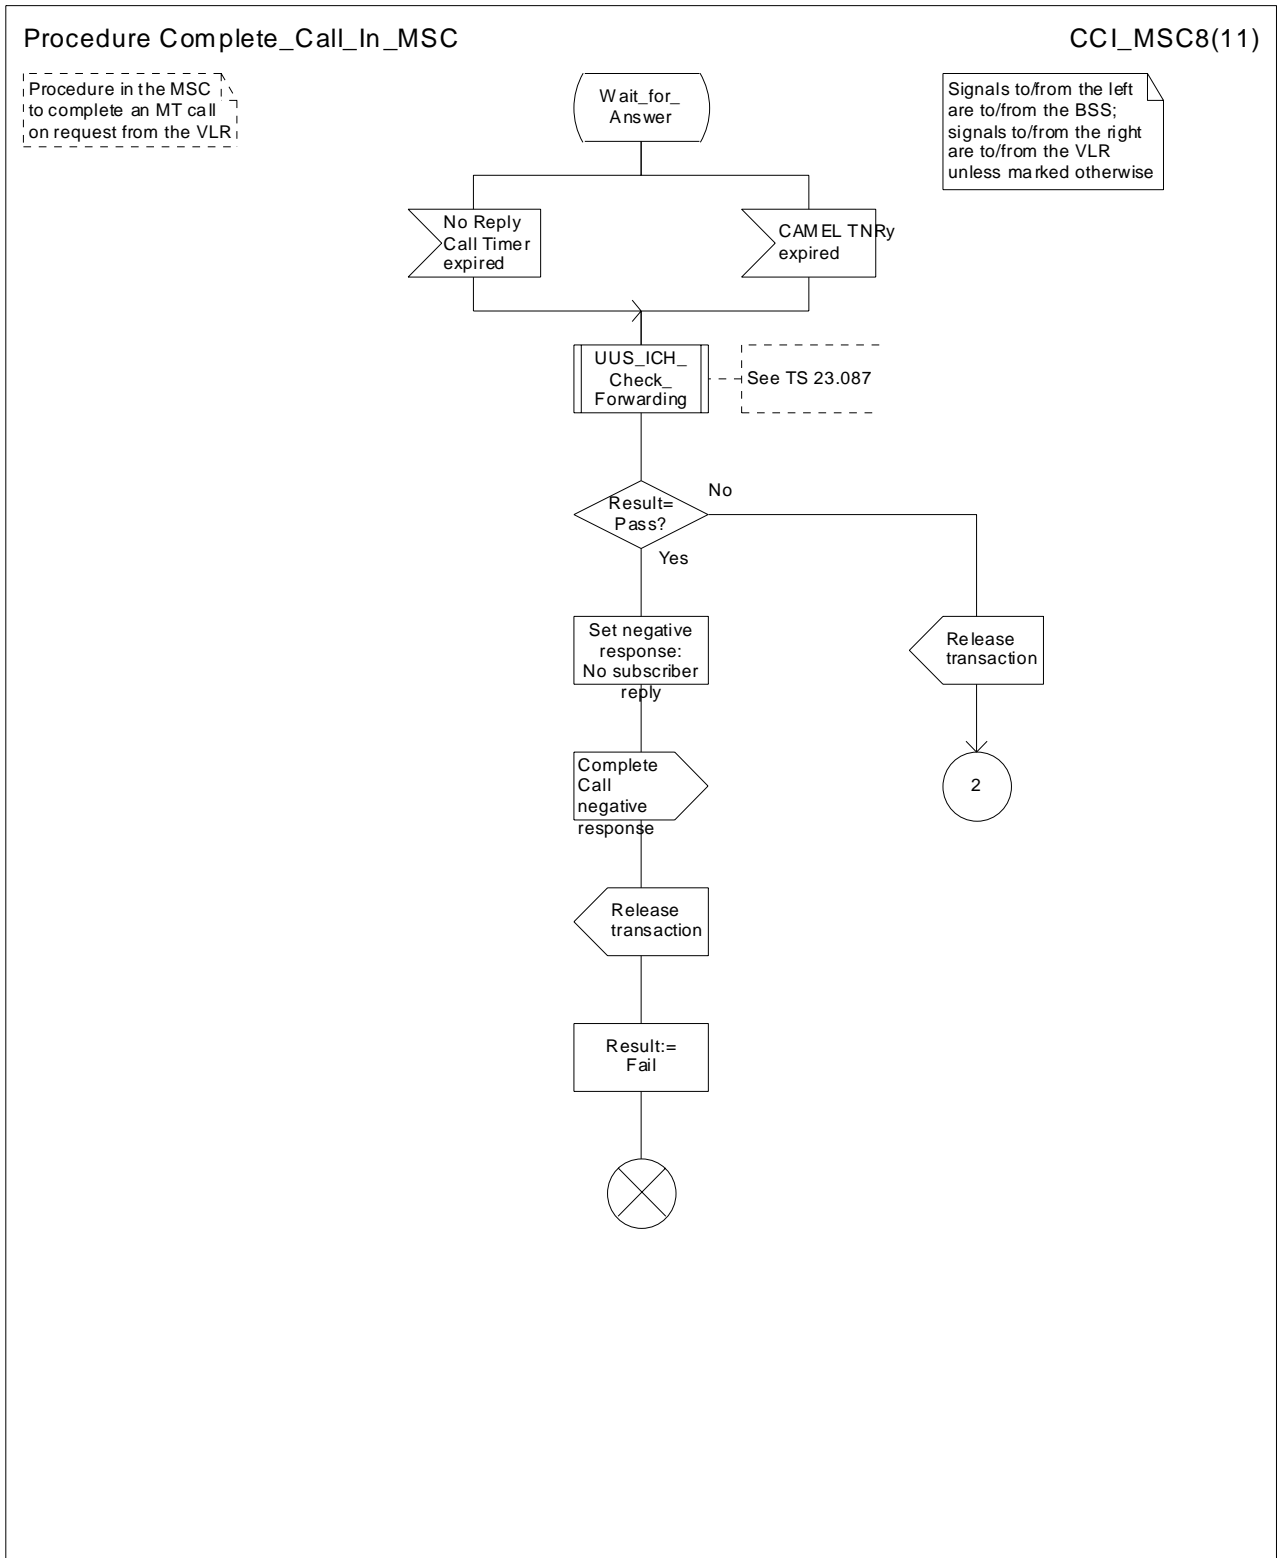 Procedure Complete_Call_In_MSC
CCI_MSC8(11)
Procedure in the MSC
to complete an MT call
on request from the VLR
Wait_for_
Answer
Signals to/from the left
are to/from the BSS;
signals to/from the right
are to/from the VLR
unless marked otherwise
No Reply
Call Timer
expired
CAMEL TNRy
expired
UUS_ICH_
Check_
Forwarding
See TS 23.087
Result=
Pass?
No
Yes
Set negative
response:
No subscriber
reply
Release
transaction
Complete
Call
negative
response
2
Release
transaction
Result:=
Fail